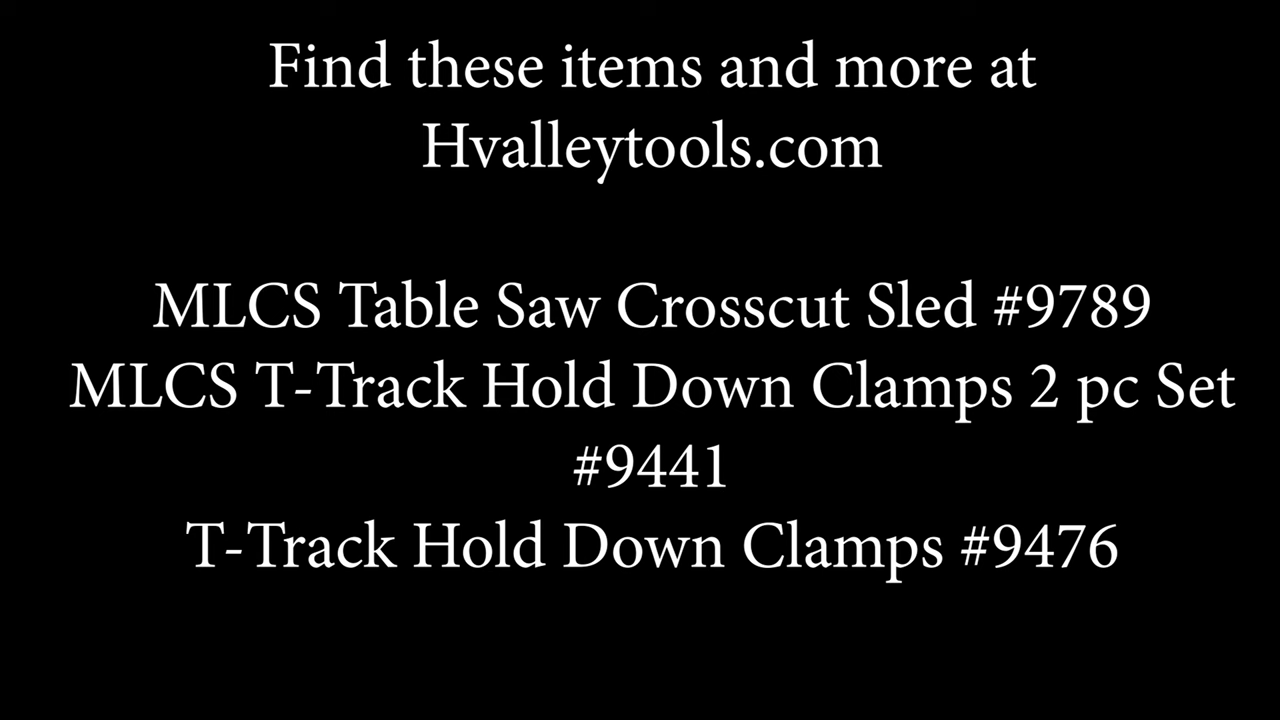 Find these items and more at
Hvalleytools.com
MLCS Table Saw Crosscut Sled #9789
MLCS T-Track Hold Down Clamps 2 pc Set
#9441
T-Track Hold Down Clamps #9476